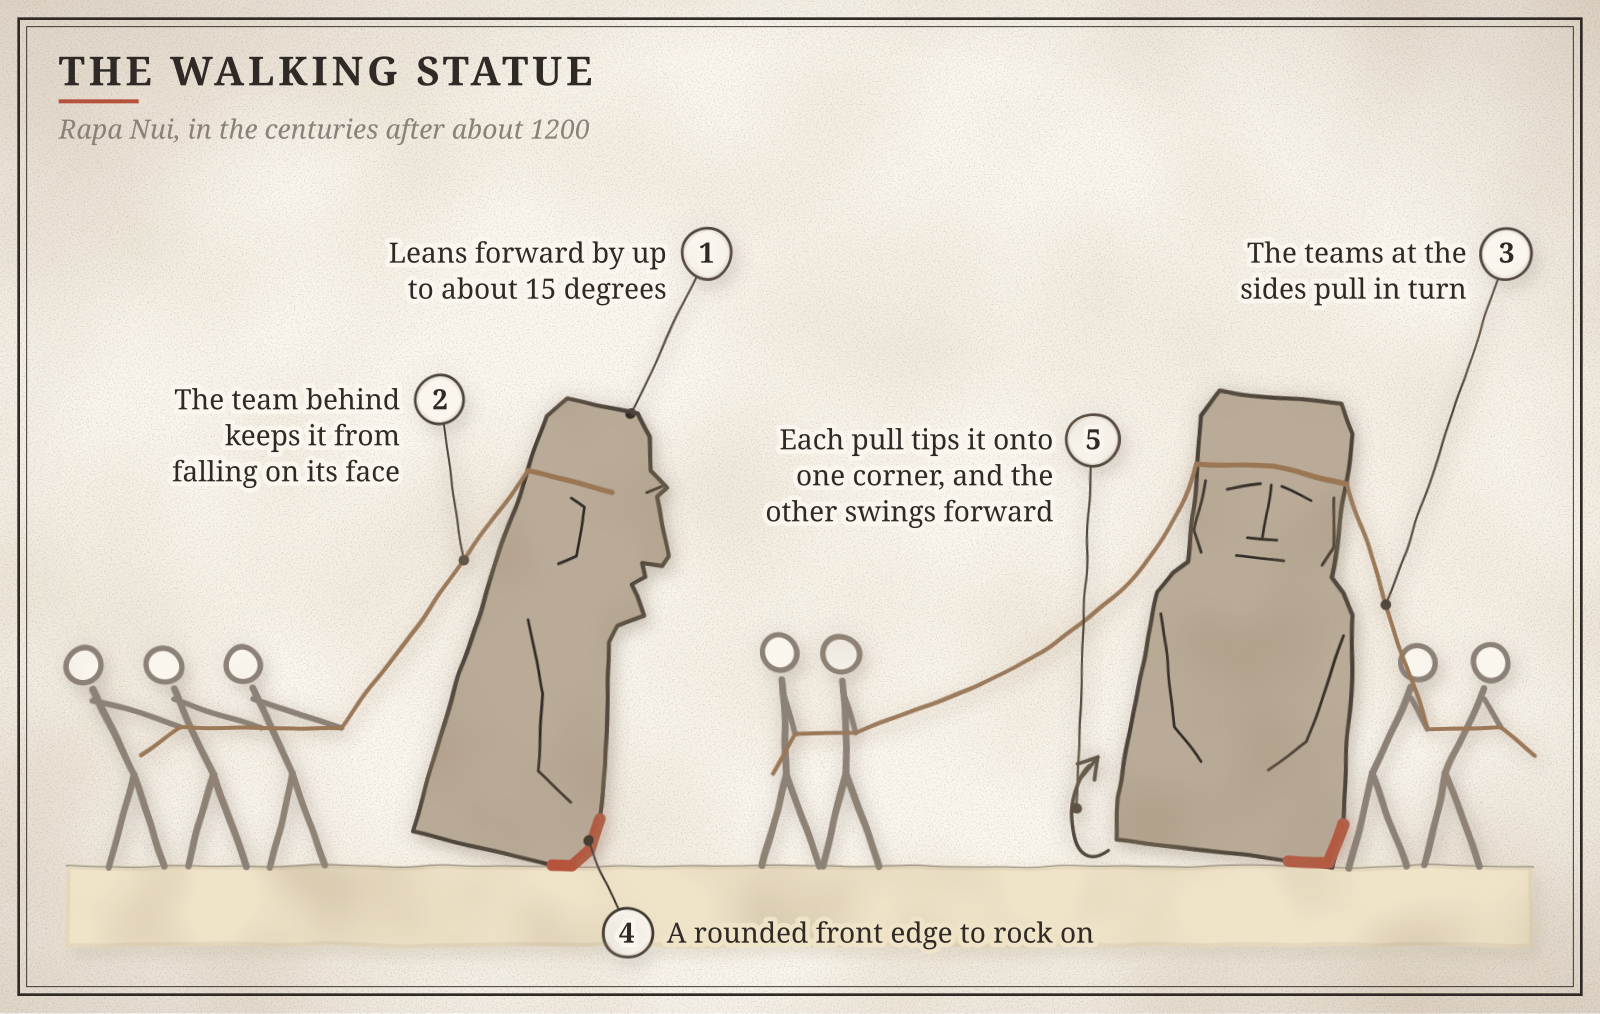 THE WALKING STATUE
Rapa Nui, in the centuries after about 1200
Leans forward by up
to about 15 degrees
1
The teams at the
sides pull in turn
3
The team behind
keeps it from
falling on its face
2
Each pull tips it onto
one corner, and the
other swings forward
5
4
A rounded front edge to rock on